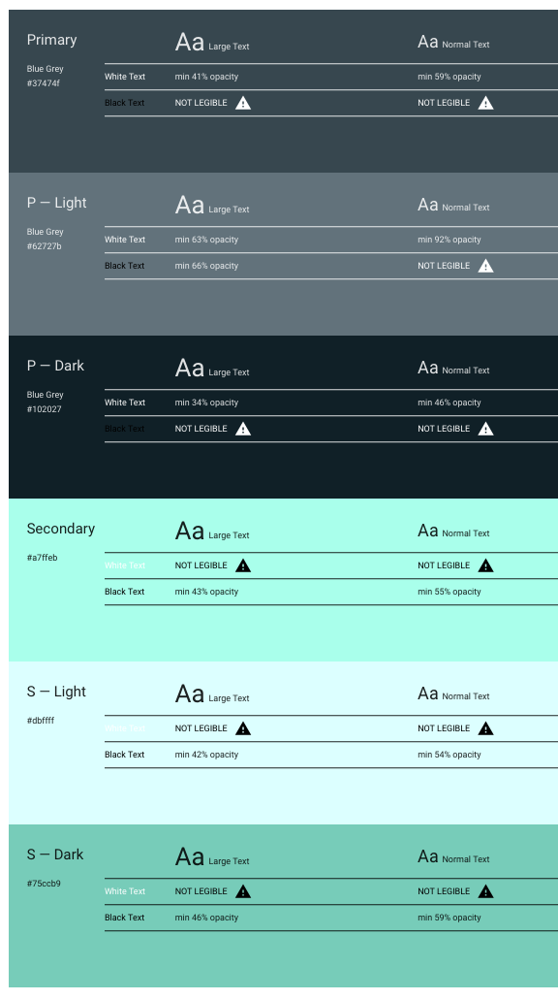 Primary
Aa Large Text
Aa Normal Text
Blue Grey
#37474f
White Text min 41% opacity min 59% opacity
Black Text NOT LEGIBLE NOT LEGIBLE
P — Light
Aa Large Text
Aa Normal Text
Blue Grey
#62727b
White Text min 63% opacity min 92% opacity
Black Text min 66% opacity NOT LEGIBLE
P — Dark
Aa Large Text
Aa Normal Text
Blue Grey
#102027
White Text min 34% opacity min 46% opacity
Black Text NOT LEGIBLE NOT LEGIBLE
Secondary
Aa Large Text
Aa Normal Text
#a7ffeb
White Text NOT LEGIBLE NOT LEGIBLE
Black Text min 43% opacity min 55% opacity
S — Light
Aa Large Text
Aa Normal Text
#dbffff
White Text NOT LEGIBLE NOT LEGIBLE
Black Text min 42% opacity min 54% opacity
S — Dark
Aa Large Text
Aa Normal Text
#75ccb9
White Text NOT LEGIBLE NOT LEGIBLE
Black Text min 46% opacity min 59% opacity